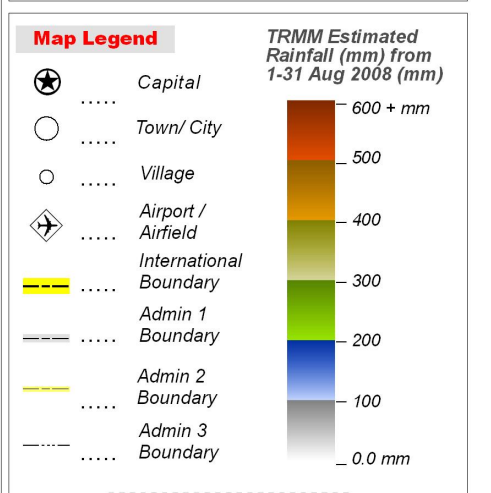 Map Legend
..... Capital
..... Town/ City
..... Village
..... Airport /
Airfield
International
..... Boundary
Admin 1
..... Boundary
Admin 2
..... Boundary
Admin 3
..... Boundary
TRMM Estimated
Rainfall (mm) from
1-31 Aug 2008 (mm)
600 + mm
500
400
300
200
100
0.0 mm